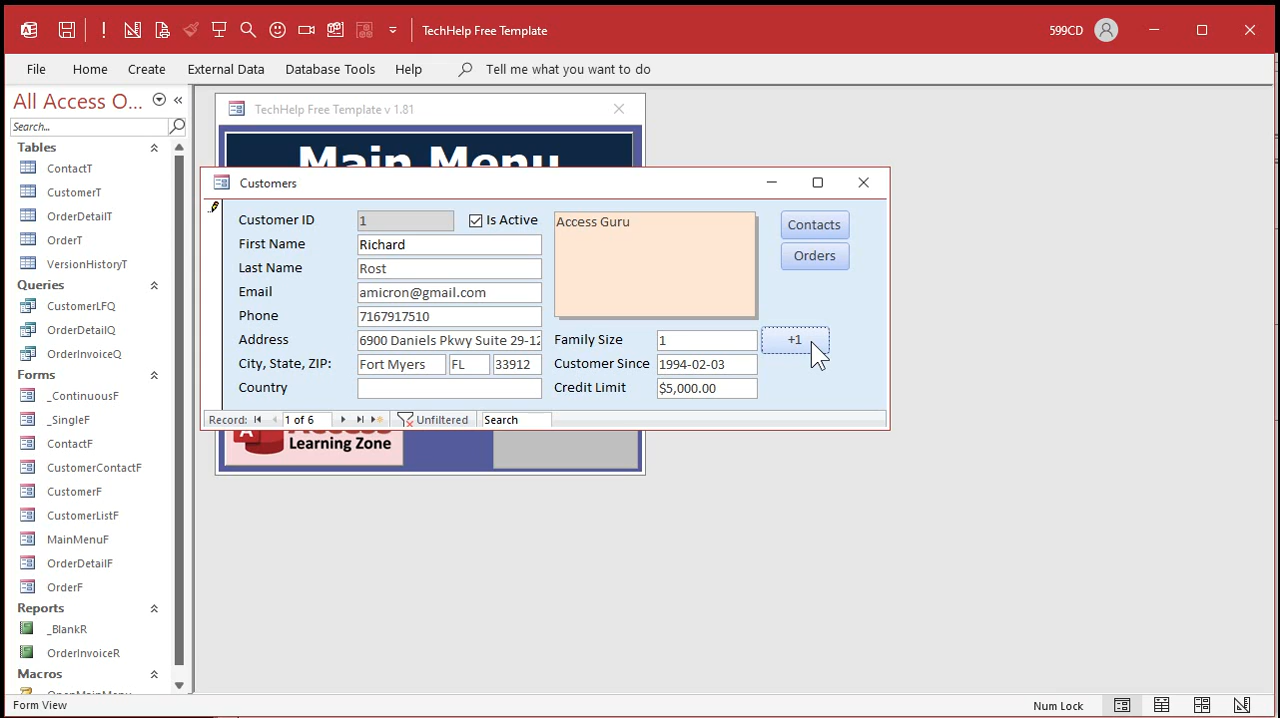 TechHelp Free Template
599CD
File Home Create External Data Database Tools Help Tell me what you want to do
All Access O...
Search...
Tables
ContactT
CustomerT
OrderDetailT
OrderT
VersionHistoryT
Queries
CustomerLFQ
OrderDetailQ
OrderInvoiceQ
Forms
_ContinuousF
_SingleF
ContactF
CustomerContactF
CustomerF
CustomerListF
MainMenuF
OrderDetailF
OrderF
Reports
_BlankR
OrderInvoiceR
Macros
OpenMainMenu
TechHelp Free Template v 1.81
Main Menu
Customers
Customer ID 1 Is Active
First Name Richard
Last Name Rost
Email amicron@gmail.com
Phone 7167917510
Address 6900 Daniels Pkwy Suite 29-12
City, State, ZIP: Fort Myers FL 33912
Country
Access Guru
Family Size 1 +1
Customer Since 1994-02-03
Credit Limit $5,000.00
Contacts
Orders
Record: 1 of 6 Unfiltered Search
A
Learning Zone
Form View
Num Lock